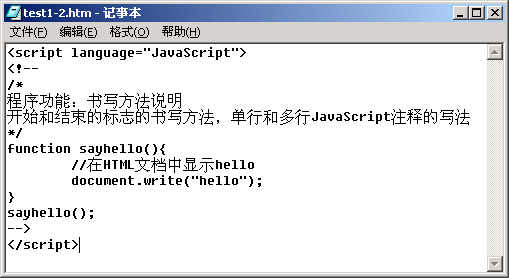 test1-2.htm - 记事本
文件(F) 编辑(E) 格式(O) 帮助(H)
<script language="JavaScript">
<!--
/*
程序功能：书写方法说明
开始和结束的标志的书写方法，单行和多行JavaScript注释的写法
*/
function sayhello(){
        //在HTML文档中显示hello
        document.write("hello");
}
sayhello();
-->
</script>